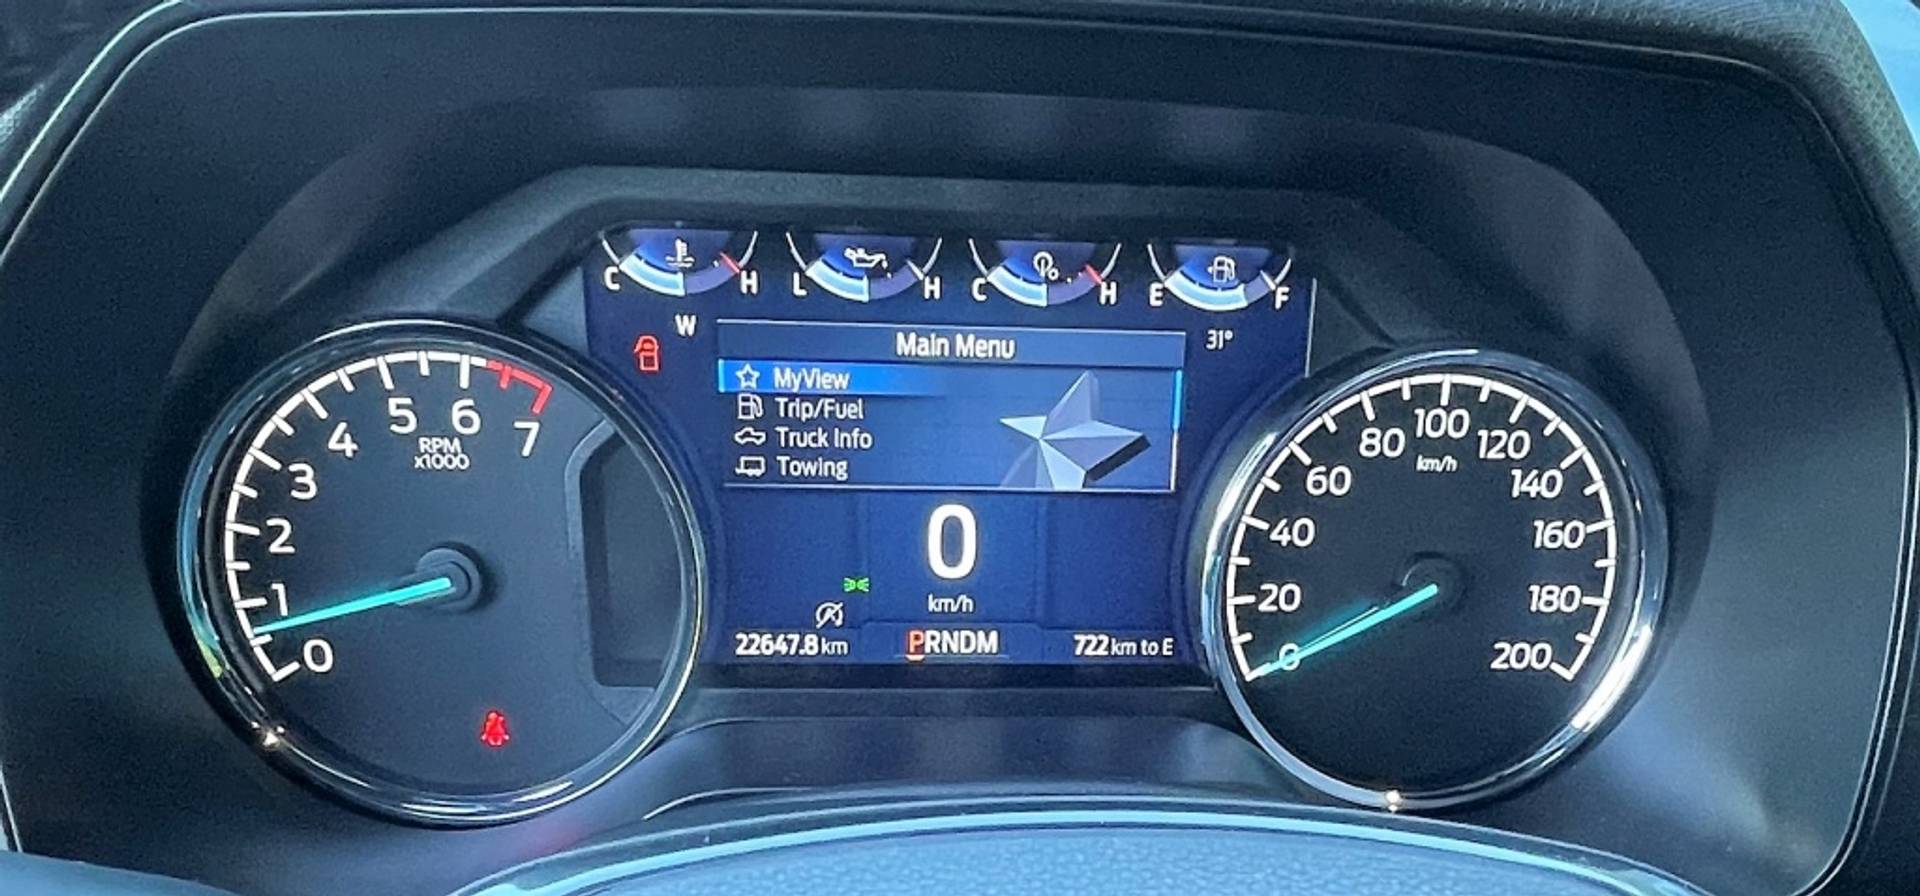 C H L H C H E F
W 31°
Main Menu
MyView
Trip/Fuel
Truck Info
Towing
0
km/h
22647.8 km PRNDM 722 km to E
0 1 2 3 4 5 6 7
RPM
x1000
0 20 40 60 80 100 120 140 160 180 200
km/h